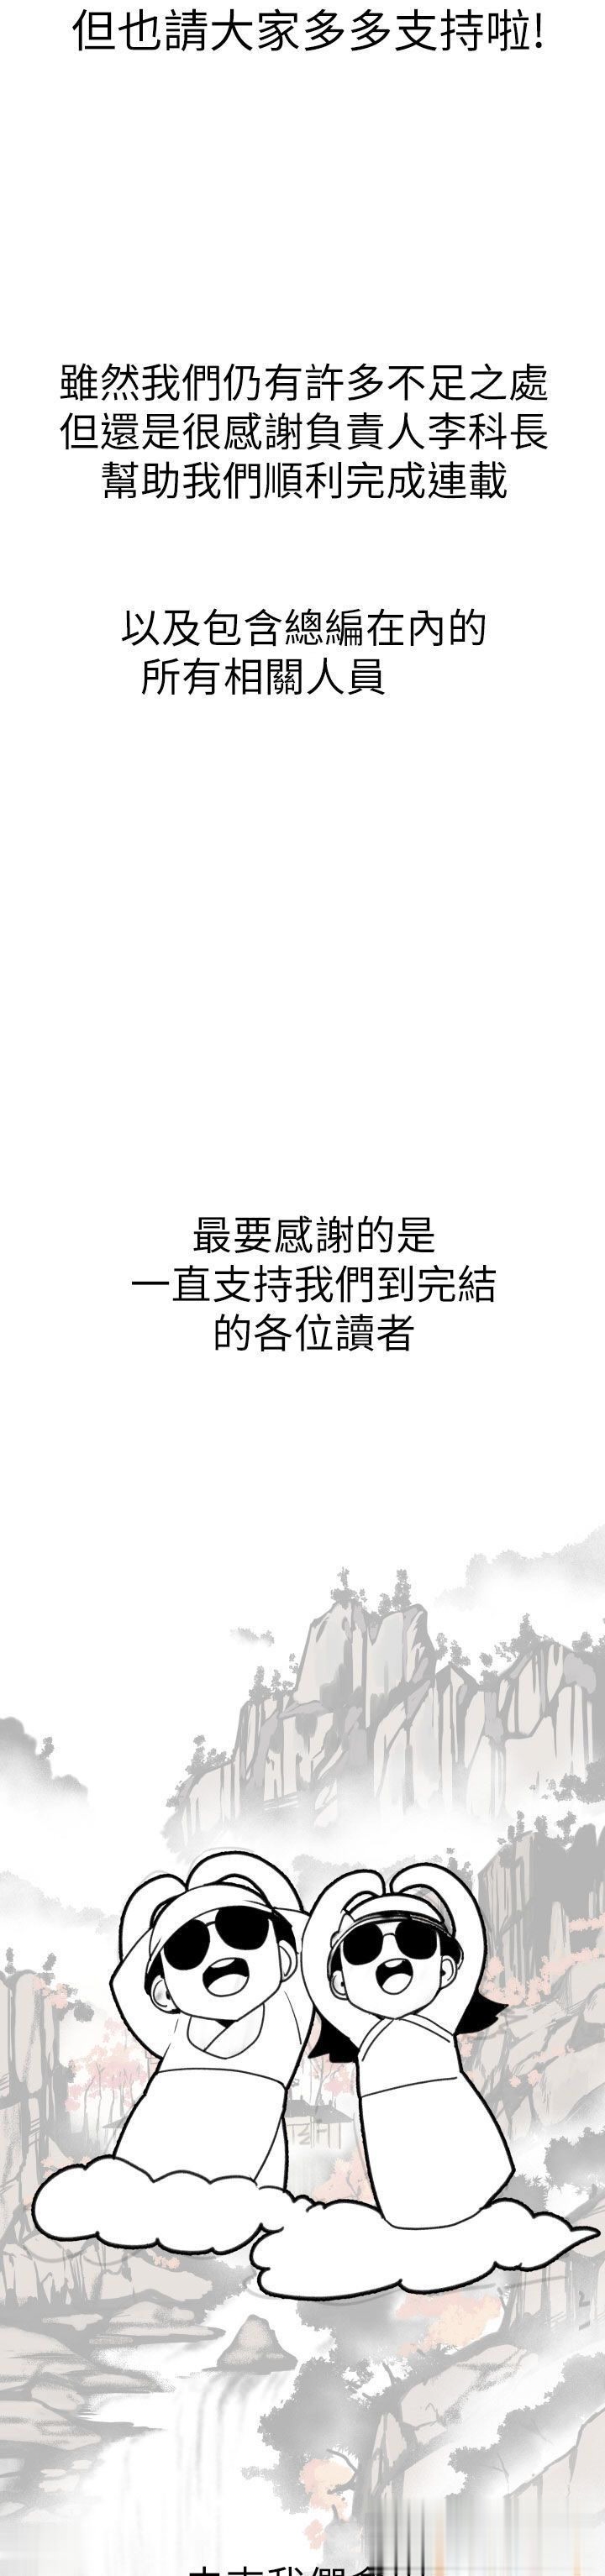 但也請大家多多支持啦!
雖然我們仍有許多不足之處
但還是很感謝負責人李科長
幫助我們順利完成連載
以及包含總編在內的
所有相關人員
最要感謝的是
一直支持我們到完結
的各位讀者